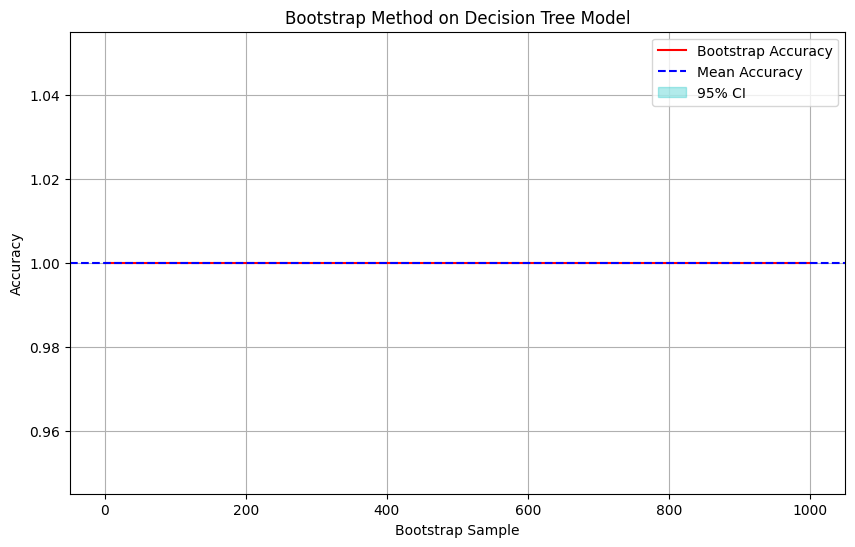 Bootstrap Method on Decision Tree Model
Bootstrap Accuracy
Mean Accuracy
95% CI
1.04
1.02
1.00
0.98
0.96
Accuracy
0 200 400 600 800 1000
Bootstrap Sample